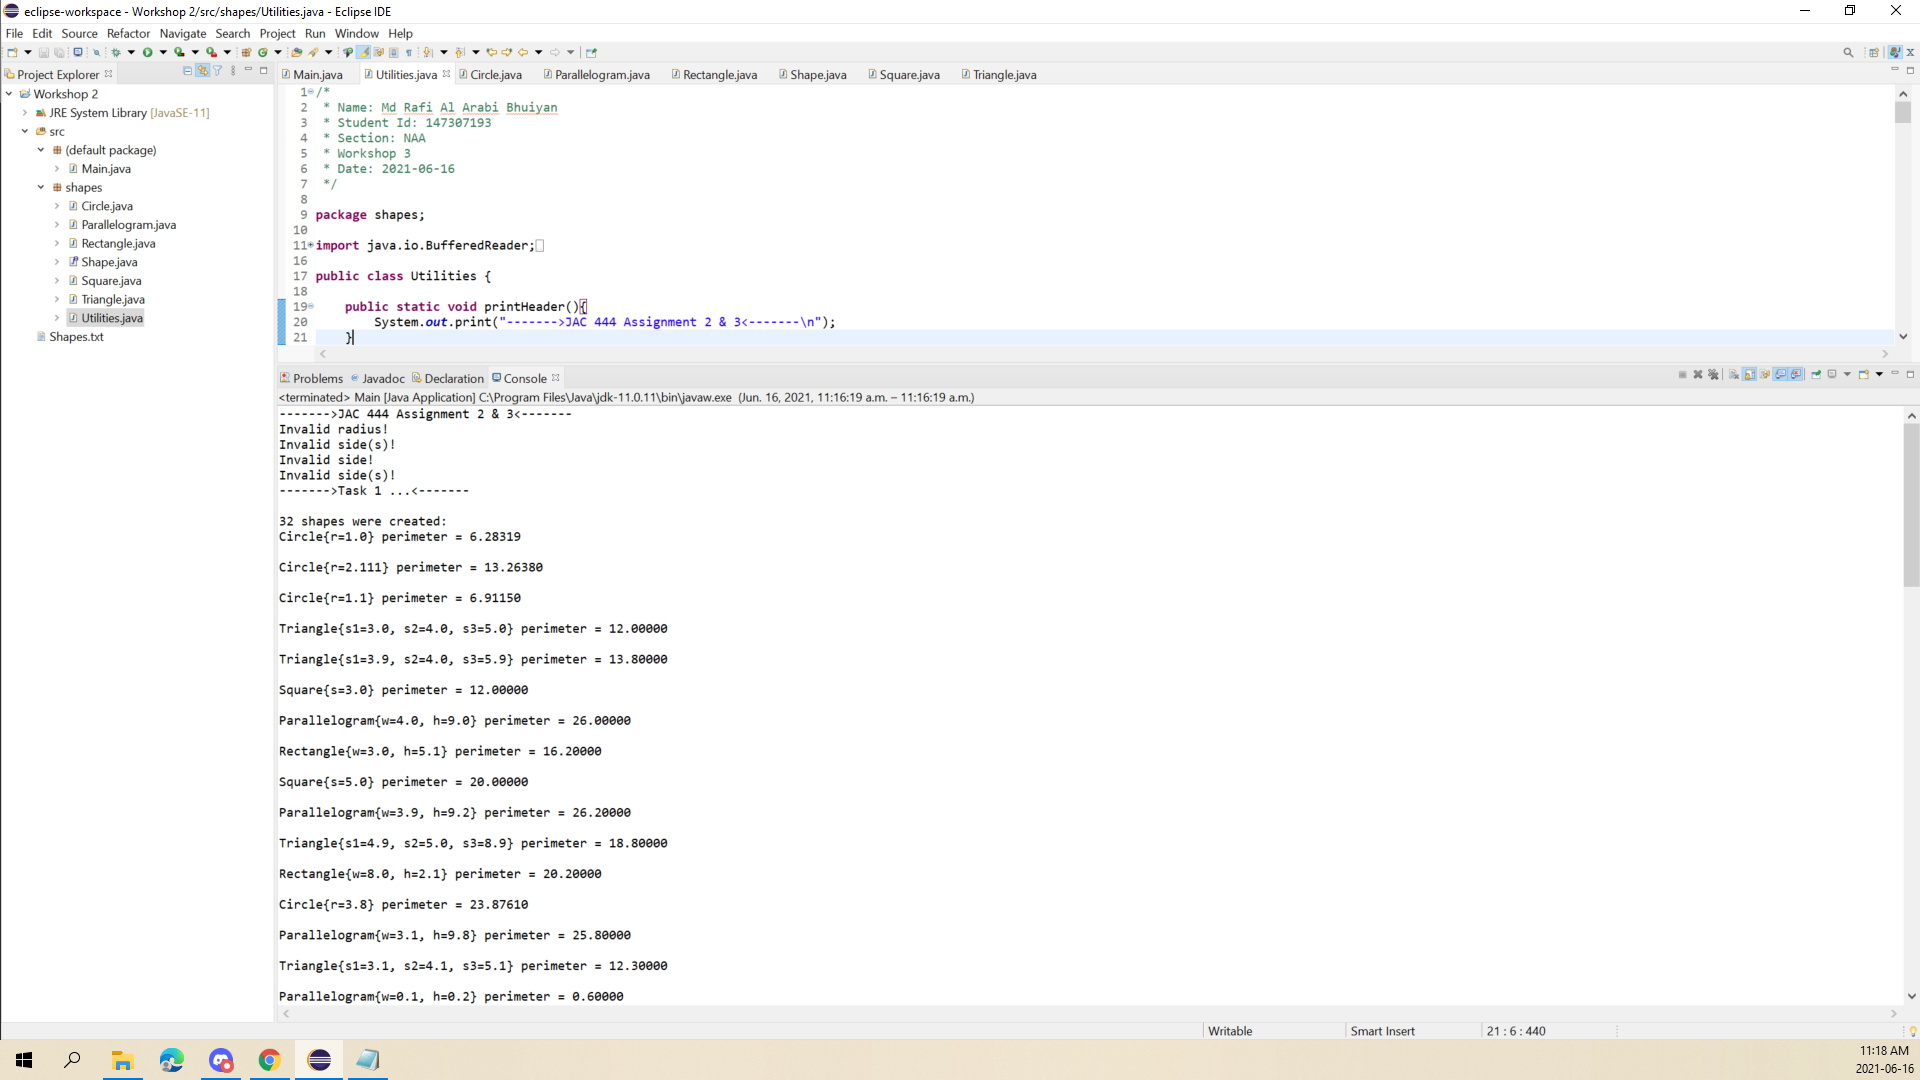 eclipse-workspace - Workshop 2/src/shapes/Utilities.java - Eclipse IDE
File Edit Source Refactor Navigate Search Project Run Window Help
Project Explorer
Workshop 2
JRE System Library [JavaSE-11]
src
(default package)
Main.java
shapes
Circle.java
Parallelogram.java
Rectangle.java
Shape.java
Square.java
Triangle.java
Utilities.java
Shapes.txt
Main.java Utilities.java Circle.java Parallelogram.java Rectangle.java Shape.java Square.java Triangle.java
1 /*
2 * Name: Md Rafi Al Arabi Bhuiyan
3 * Student Id: 147307193
4 * Section: NAA
5 * Workshop 3
6 * Date: 2021-06-16
7 */
8
9 package shapes;
10
11 import java.io.BufferedReader;
16
17 public class Utilities {
18
19 public static void printHeader(){
20 System.out.print("------->JAC 444 Assignment 2 & 3<-------\n");
21 }
Problems Javadoc Declaration Console
<terminated> Main [Java Application] C:\Program Files\Java\jdk-11.0.11\bin\javaw.exe (Jun. 16, 2021, 11:16:19 a.m. – 11:16:19 a.m.)
------->JAC 444 Assignment 2 & 3<-------
Invalid radius!
Invalid side(s)!
Invalid side!
Invalid side(s)!
------->Task 1 ...<-------
32 shapes were created:
Circle{r=1.0} perimeter = 6.28319
Circle{r=2.111} perimeter = 13.26380
Circle{r=1.1} perimeter = 6.91150
Triangle{s1=3.0, s2=4.0, s3=5.0} perimeter = 12.00000
Triangle{s1=3.9, s2=4.0, s3=5.9} perimeter = 13.80000
Square{s=3.0} perimeter = 12.00000
Parallelogram{w=4.0, h=9.0} perimeter = 26.00000
Rectangle{w=3.0, h=5.1} perimeter = 16.20000
Square{s=5.0} perimeter = 20.00000
Parallelogram{w=3.9, h=9.2} perimeter = 26.20000
Triangle{s1=4.9, s2=5.0, s3=8.9} perimeter = 18.80000
Rectangle{w=8.0, h=2.1} perimeter = 20.20000
Circle{r=3.8} perimeter = 23.87610
Parallelogram{w=3.1, h=9.8} perimeter = 25.80000
Triangle{s1=3.1, s2=4.1, s3=5.1} perimeter = 12.30000
Parallelogram{w=0.1, h=0.2} perimeter = 0.60000
Writable Smart Insert 21 : 6 : 440
11:18 AM
2021-06-16